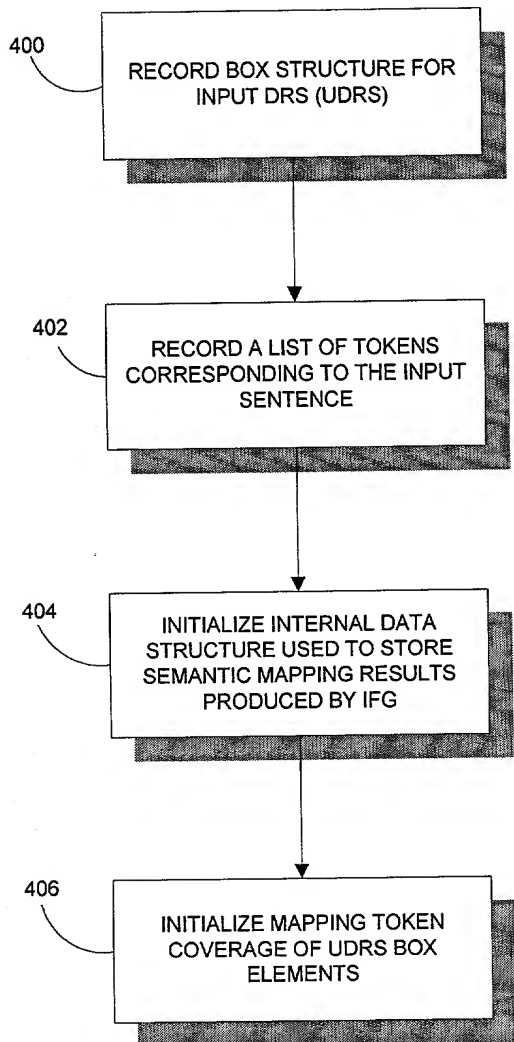 400
RECORD BOX STRUCTURE FOR
INPUT DRS (UDRS)
402
RECORD A LIST OF TOKENS
CORRESPONDING TO THE INPUT
SENTENCE
404
INITIALIZE INTERNAL DATA
STRUCTURE USED TO STORE
SEMANTIC MAPPING RESULTS
PRODUCED BY IFG
406
INITIALIZE MAPPING TOKEN
COVERAGE OF UDRS BOX
ELEMENTS